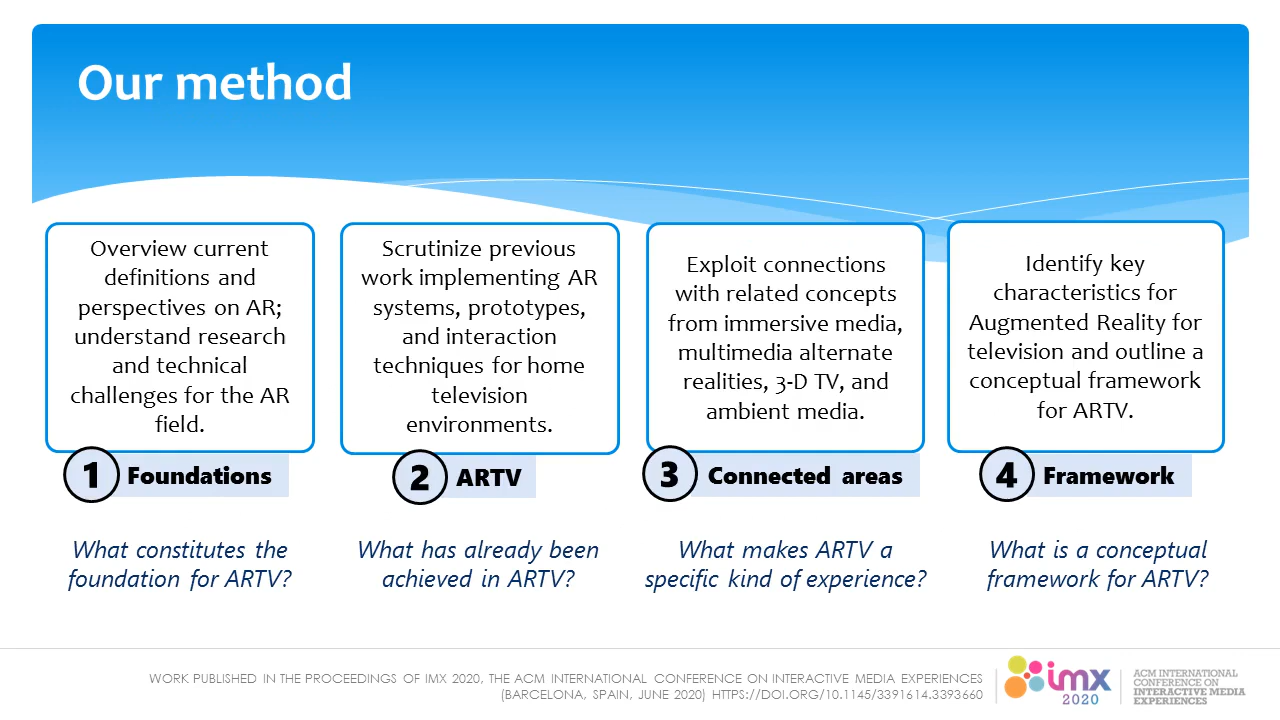 Our method
Overview current
definitions and
perspectives on AR;
understand research
and technical
challenges for the AR
field.
1 Foundations
What constitutes the
foundation for ARTV?
Scrutinize previous
work implementing AR
systems, prototypes,
and interaction
techniques for home
television
environments.
2 ARTV
What has already been
achieved in ARTV?
Exploit connections
with related concepts
from immersive media,
multimedia alternate
realities, 3-D TV, and
ambient media.
3 Connected areas
What makes ARTV a
specific kind of experience?
Identify key
characteristics for
Augmented Reality for
television and outline a
conceptual framework
for ARTV.
4 Framework
What is a conceptual
framework for ARTV?
WORK PUBLISHED IN THE PROCEEDINGS OF IMX 2020, THE ACM INTERNATIONAL CONFERENCE ON INTERACTIVE MEDIA EXPERIENCES
(BARCELONA, SPAIN, JUNE 2020) HTTPS://DOI.ORG/10.1145/3391614.3393660
imx
2020
ACM INTERNATIONAL
CONFERENCE ON
INTERACTIVE MEDIA
EXPERIENCES